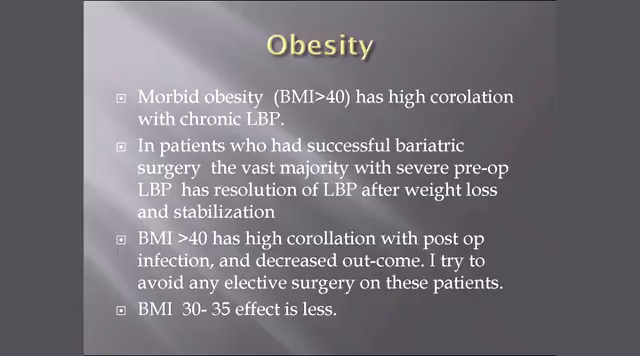 Obesity
Morbid obesity (BMI>40) has high corolation
with chronic LBP.
In patients who had successful bariatric
surgery the vast majority with severe pre-op
LBP has resolution of LBP after weight loss
and stabilization
BMI >40 has high corollation with post op
infection, and decreased out-come. I try to
avoid any elective surgery on these patients.
BMI 30- 35 effect is less.